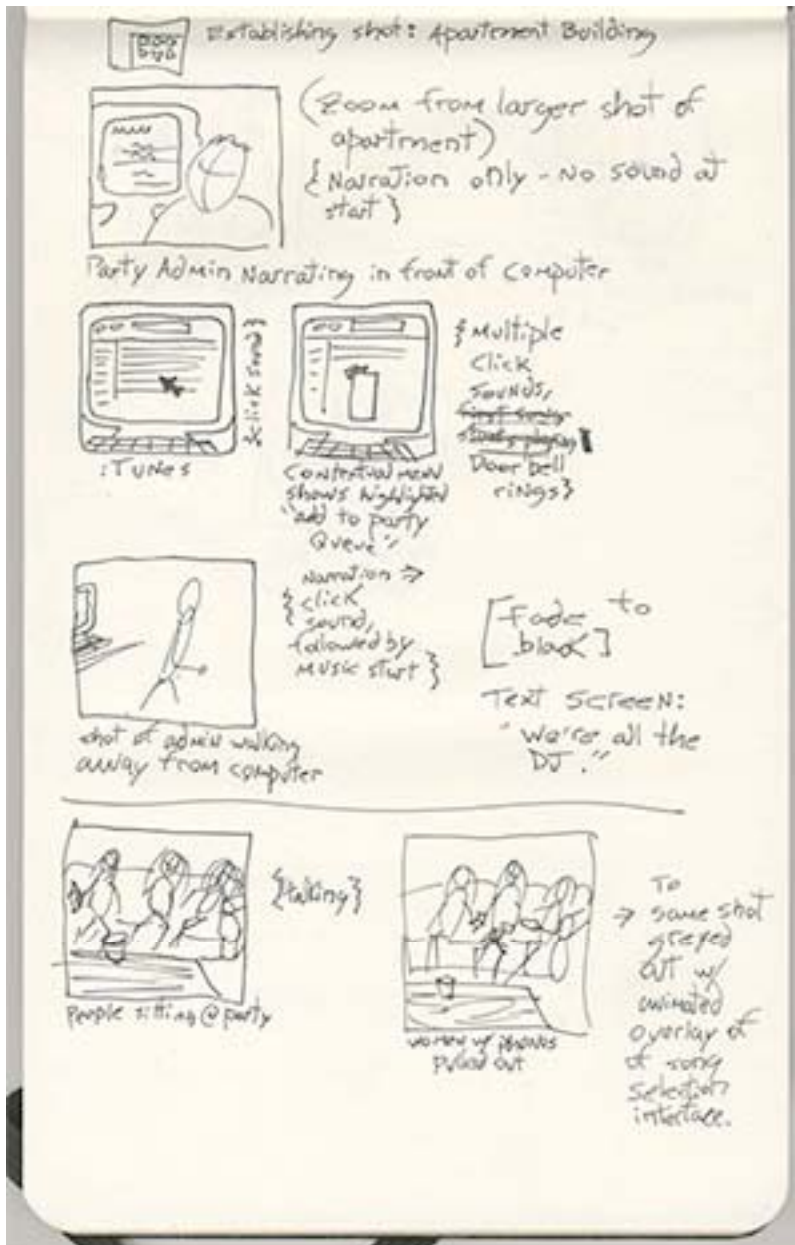 Establishing shot: Apartment Building
(Zoom from larger shot of
apartment)
{Narration only - No sound at
start}
Party Admin Narrating in front of computer
{click sound}
iTunes
Contextual menu
shows highlighted
"add to party
Queue"
{Multiple
click
sounds,
first song
starts playing
Door bell
rings}
Narration →
{click
sound,
followed by
Music start}
shot of admin walking
away from computer
[Fade to
black]
Text Screen:
"We're all the
DJ."
{talking}
People sitting @ party
women w/ phones
pulled out
To
→ same shot
greyed
out w/
animated
overlay of
of song
selection
interface.